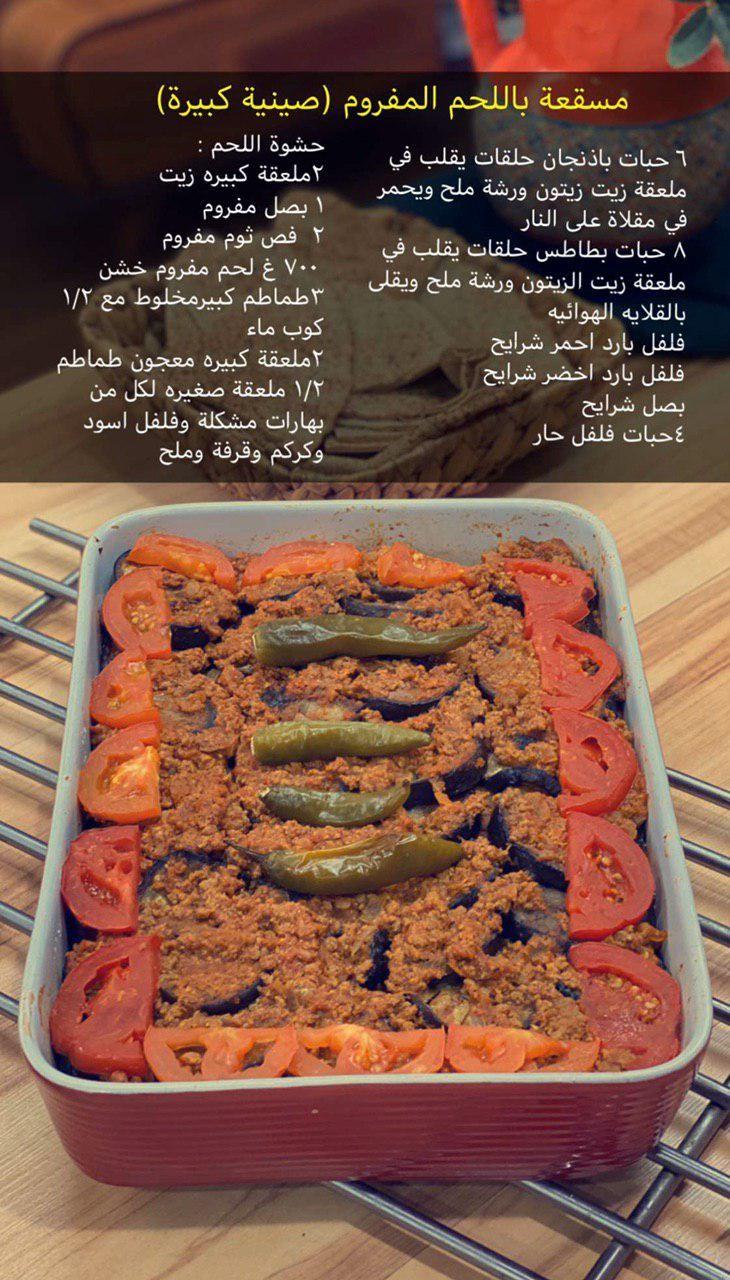 مسقعة باللحم المفروم (صينية كبيرة)
٦ حبات باذنجان حلقات يقلب في
ملعقة زيت زيتون ورشة ملح ويحمر
في مقلاة على النار
٨ حبات بطاطس حلقات يقلب في
ملعقة زيت الزيتون ورشة ملح ويقلى
بالقلايه الهوائيه
فلفل بارد احمر شرايح
فلفل بارد اخضر شرايح
بصل شرايح
٤حبات فلفل حار
حشوة اللحم :
٢ملعقة كبيره زيت
١ بصل مفروم
٢ فص ثوم مفروم
٧٠٠ غ لحم مفروم خشن
٣طماطم كبيرمخلوط مع ١/٢
كوب ماء
٢ملعقة كبيره معجون طماطم
١/٢ ملعقة صغيره لكل من
بهارات مشكلة وفلفل اسود
وكركم وقرفة وملح